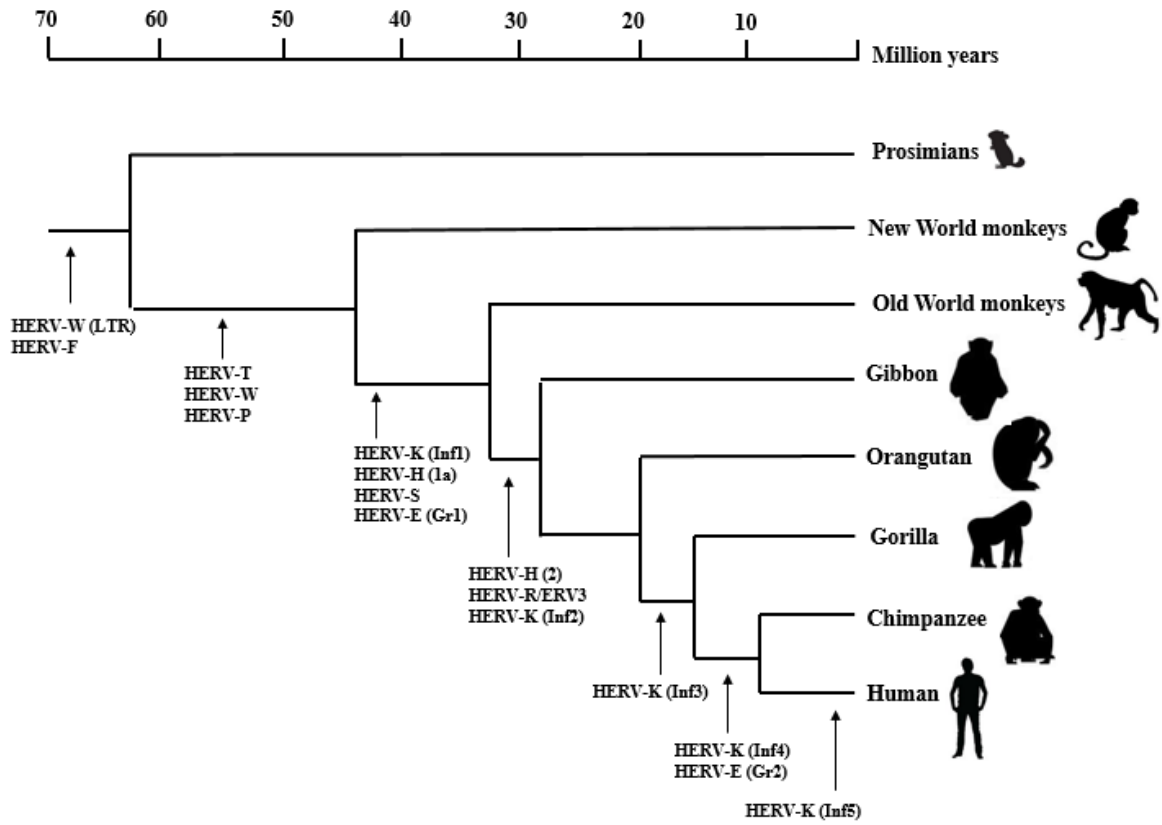 70 60 50 40 30 20 10
Million years
Prosimians
New World monkeys
Old World monkeys
HERV-W (LTR)
HERV-F
HERV-T
HERV-W
HERV-P
Gibbon
HERV-K (Inf1)
HERV-H (1a)
HERV-S
HERV-E (Gr1)
Orangutan
Gorilla
HERV-H (2)
HERV-R/ERV3
HERV-K (Inf2)
Chimpanzee
HERV-K (Inf3)
Human
HERV-K (Inf4)
HERV-E (Gr2)
HERV-K (Inf5)